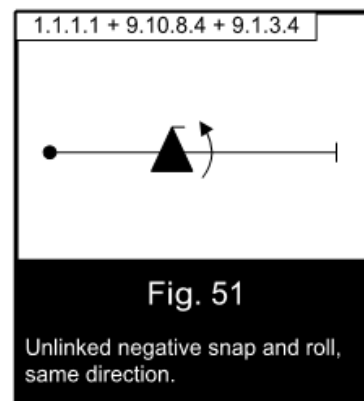 1.1.1.1 + 9.10.8.4 + 9.1.3.4
Fig. 51
Unlinked negative snap and roll,
same direction.